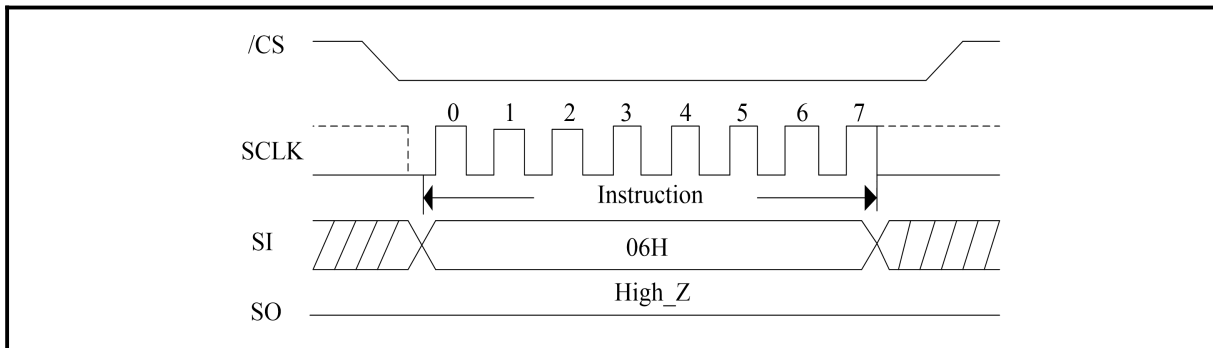 /CS
0 1 2 3 4 5 6 7
SCLK
Instruction
SI
06H
High_Z
SO